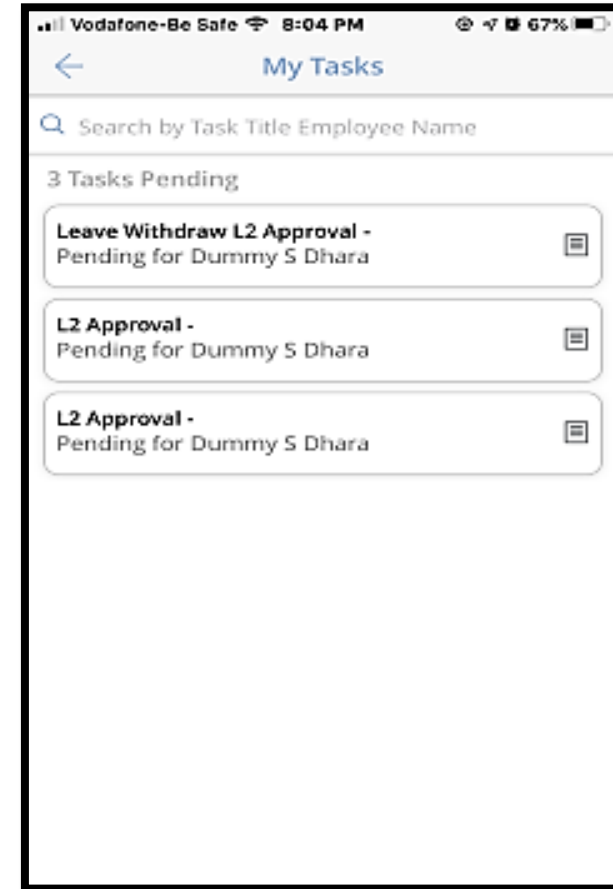 Vodafone-Be Safe 8:04 PM 67%
My Tasks
Search by Task Title Employee Name
3 Tasks Pending
Leave Withdraw L2 Approval -
Pending for Dummy S Dhara
L2 Approval -
Pending for Dummy S Dhara
L2 Approval -
Pending for Dummy S Dhara